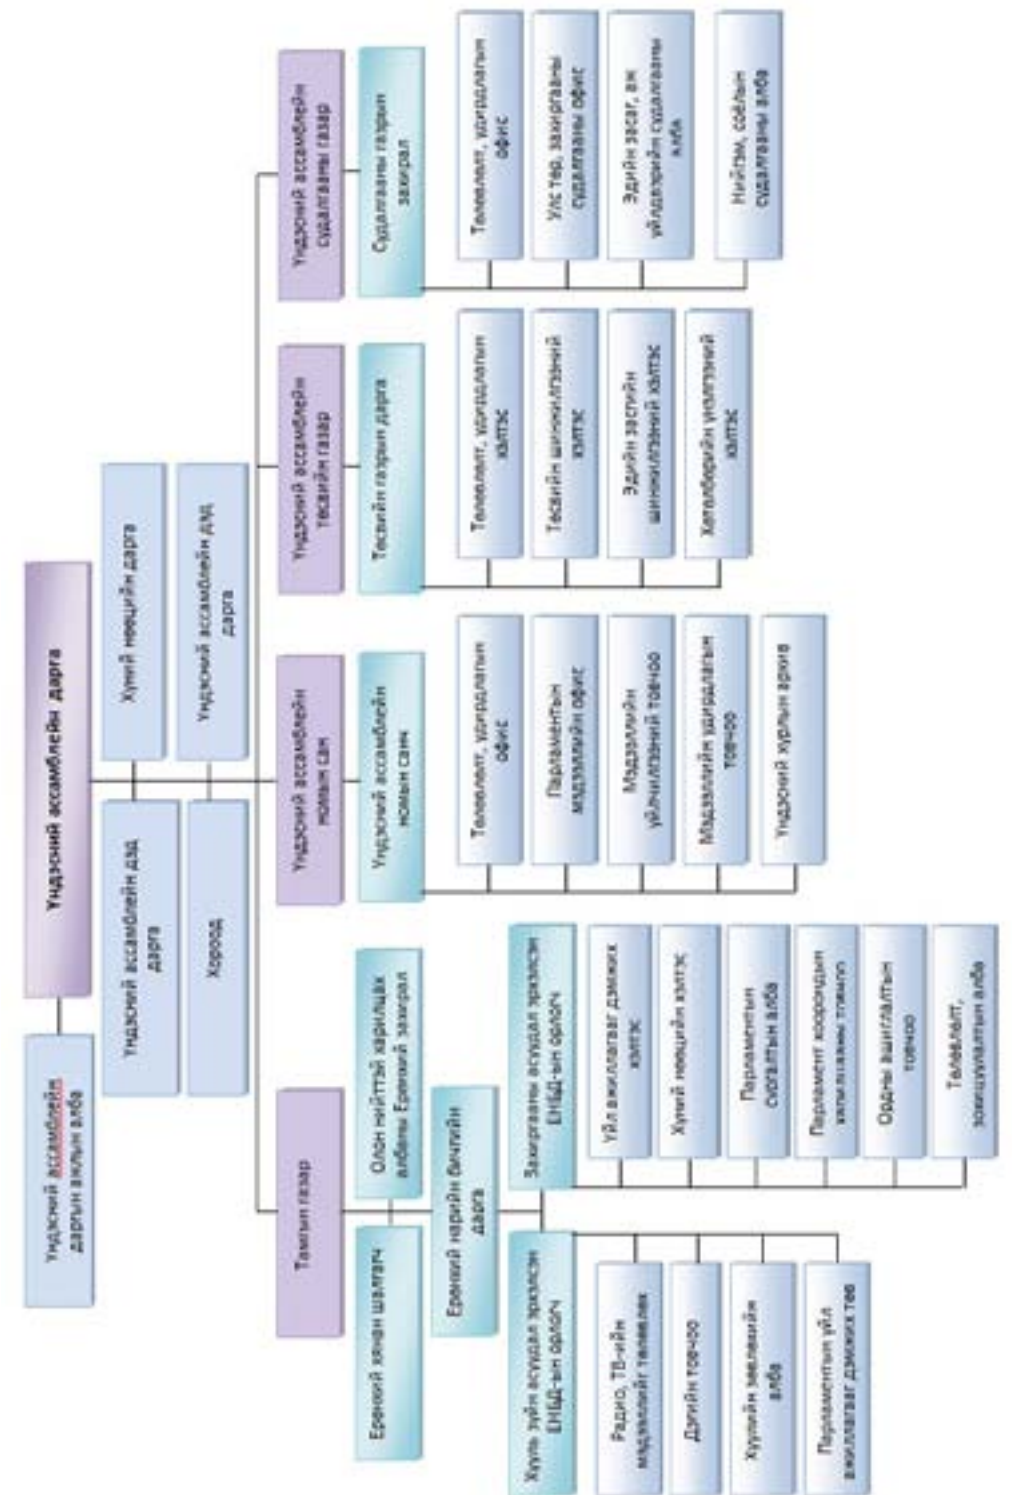 Үндэсний ассамблейн дарга
Үндэсний ассамблейн
даргын ажлын алба
Үндэсний ассамблейн дэд
дарга
Хүний нөөцийн дарга
Хороод
Үндэсний ассамблейн дэд
дарга
Тамгын газар
Үндэсний ассамблейн
номын сан
Үндэсний ассамблейн
төсвийн газар
Үндэсний ассамблейн
судалгааны газар
Ерөнхий хянан шалгагч
Олон нийттэй харилцах
албаны Ерөнхий захирал
Ерөнхий нарийн бичгийн
дарга
Хууль зүйн асуудал эрхэлсэн
ЕНБД-ын орлогч
Радио, ТВ-ийн
мэдээллийг төлөвлөх
Дэгийн товчоо
Хуулийн зөвлөхийн
алба
Парламентын үйл
ажиллагааг дэмжих төв
Захиргааны асуудал эрхэлсэн
ЕНБД-ын орлогч
Үйл ажиллагааг дэмжих
хэлтэс
Хүний нөөцийн хэлтэс
Парламентын
сургалтын алба
Парламент хоорондын
харилцааны товчоо
Ордны ашиглалтын
товчоо
Төлөвлөлт,
зохицуулалтын алба
Үндэсний ассамблейн
номын санч
Төлөвлөлт, удирдлагын
офис
Парламентын
мэдээллийн офис
Мэдээллийн
үйлчилгээний товчоо
Мэдээллийн удирдлагын
товчоо
Үндэсний хурлын архив
Төсвийн газрын дарга
Төлөвлөлт, удирдлагын
хэлтэс
Төсвийн шинжилгээний
хэлтэс
Эдийн засгийн
шинжилгээний хэлтэс
Хөтөлбөрийн үнэлгээний
хэлтэс
Судалгааны газрын
захирал
Төлөвлөлт, удирдлагын
офис
Улс төр, захиргааны
судалгааны офис
Эдийн засаг, аж
үйлдвэрийн судалгааны
алба
Нийгэм, соёлын
судалгааны алба